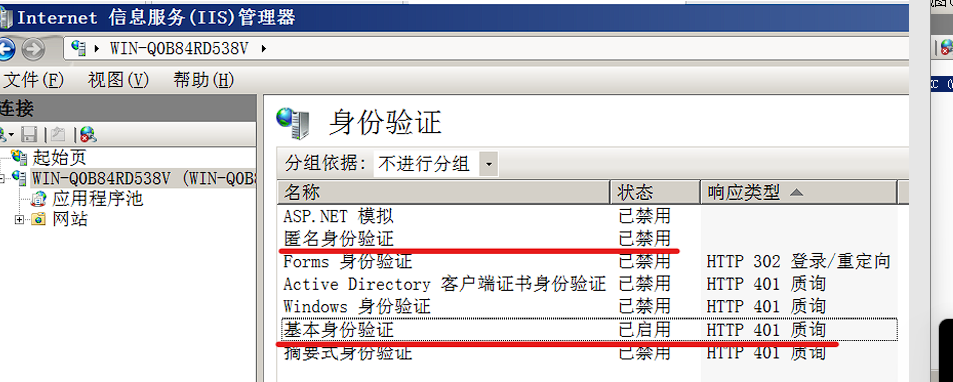 Internet 信息服务(IIS)管理器
WIN-Q0B84RD538V
文件(F) 视图(V) 帮助(H)
连接
起始页
WIN-Q0B84RD538V (WIN-Q0B
应用程序池
网站
身份验证
分组依据: 不进行分组
名称 状态 响应类型
ASP.NET 模拟 已禁用
匿名身份验证 已禁用
Forms 身份验证 已禁用 HTTP 302 登录/重定向
Active Directory 客户端证书身份验证 已禁用 HTTP 401 质询
Windows 身份验证 已禁用 HTTP 401 质询
基本身份验证 已启用 HTTP 401 质询
摘要式身份验证 已禁用 HTTP 401 质询